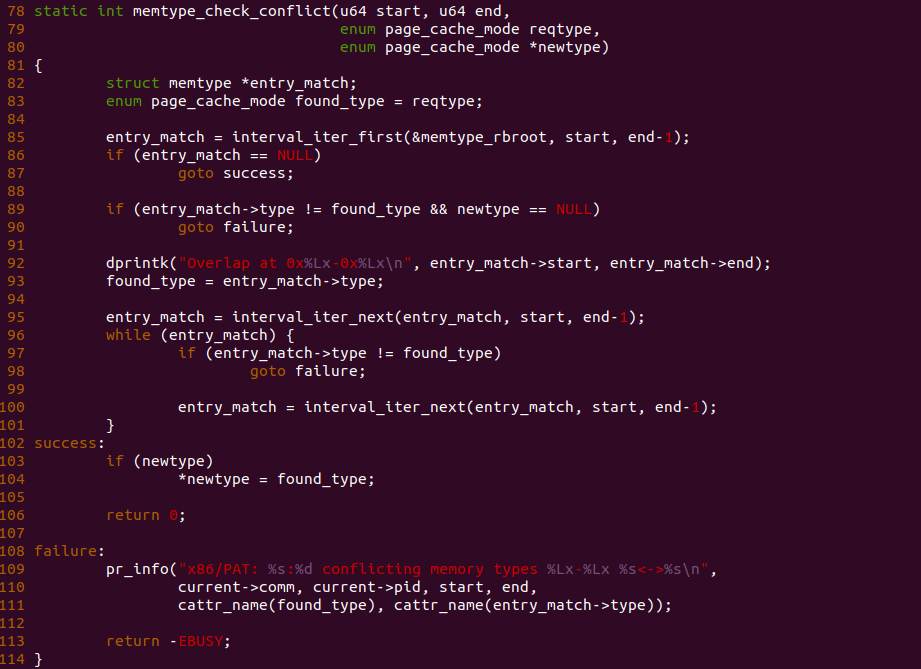 78 static int memtype_check_conflict(u64 start, u64 end,
79                                   enum page_cache_mode reqtype,
80                                   enum page_cache_mode *newtype)
81 {
82         struct memtype *entry_match;
83         enum page_cache_mode found_type = reqtype;
84
85         entry_match = interval_iter_first(&memtype_rbroot, start, end-1);
86         if (entry_match == NULL)
87                 goto success;
88
89         if (entry_match->type != found_type && newtype == NULL)
90                 goto failure;
91
92         dprintk("Overlap at 0x%Lx-0x%Lx\n", entry_match->start, entry_match->end);
93         found_type = entry_match->type;
94
95         entry_match = interval_iter_next(entry_match, start, end-1);
96         while (entry_match) {
97                 if (entry_match->type != found_type)
98                         goto failure;
99
100                 entry_match = interval_iter_next(entry_match, start, end-1);
101         }
102 success:
103         if (newtype)
104                 *newtype = found_type;
105
106         return 0;
107
108 failure:
109         pr_info("x86/PAT: %s:%d conflicting memory types %Lx-%Lx %s<->%s\n",
110                 current->comm, current->pid, start, end,
111                 cattr_name(found_type), cattr_name(entry_match->type));
112
113         return -EBUSY;
114 }